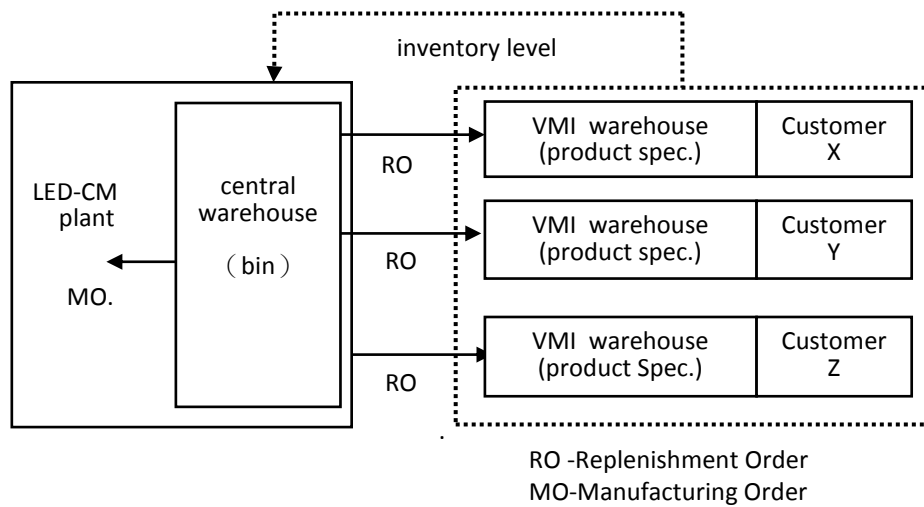 inventory level
VMI warehouse
(product spec.)
Customer
X
RO
LED-CM
plant
central
warehouse
（bin）
VMI warehouse
(product spec.)
Customer
Y
RO
MO.
VMI warehouse
(product Spec.)
Customer
Z
RO
RO -Replenishment Order
MO-Manufacturing Order